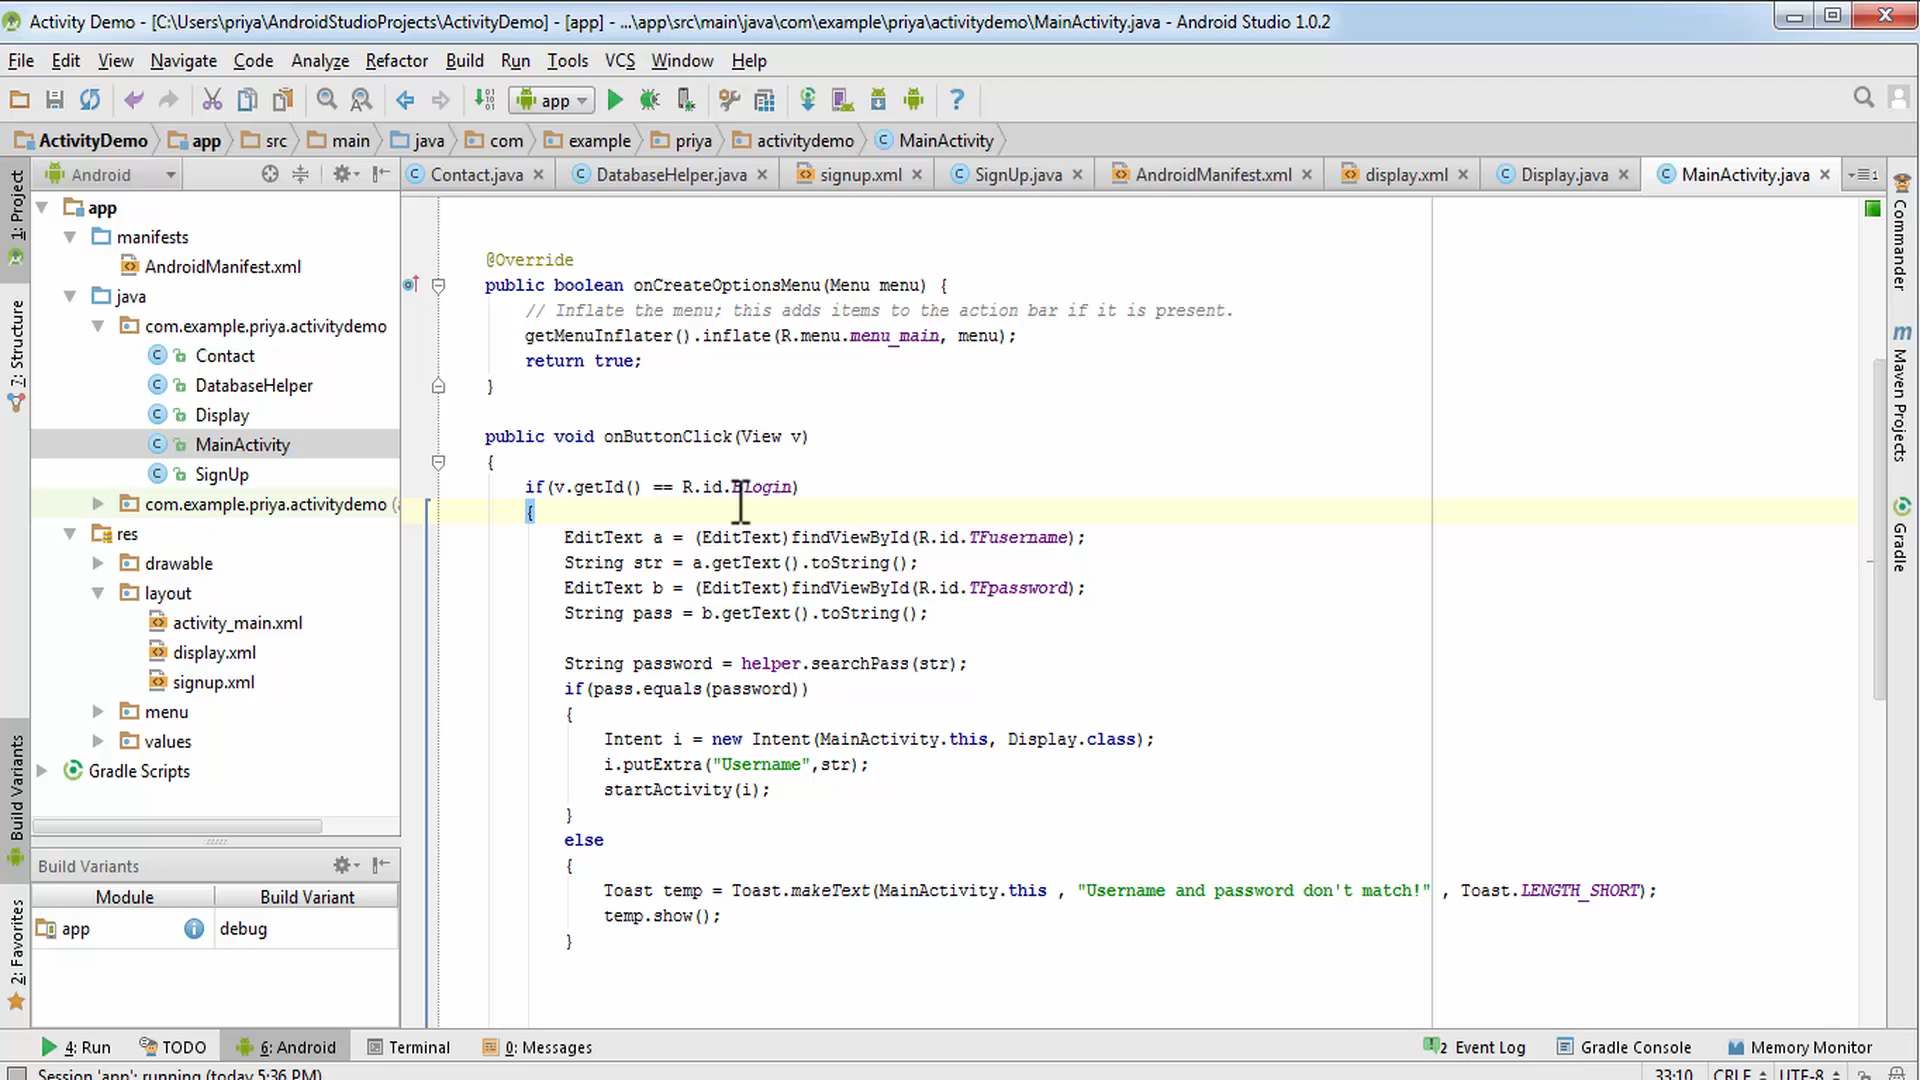 Activity Demo - [C:\Users\priya\AndroidStudioProjects\ActivityDemo] - [app] - ...\app\src\main\java\com\example\priya\activitydemo\MainActivity.java - Android Studio 1.0.2
File Edit View Navigate Code Analyze Refactor Build Run Tools VCS Window Help
app
ActivityDemo app src main java com example priya activitydemo MainActivity
Android
Contact.java DatabaseHelper.java signup.xml SignUp.java AndroidManifest.xml display.xml Display.java MainActivity.java 1
1: Project
7: Structure
Build Variants
2: Favorites
app
manifests
AndroidManifest.xml
java
com.example.priya.activitydemo
Contact
DatabaseHelper
Display
MainActivity
SignUp
com.example.priya.activitydemo
res
drawable
layout
activity_main.xml
display.xml
signup.xml
menu
values
Gradle Scripts
Build Variants
Module Build Variant
app debug
@Override
public boolean onCreateOptionsMenu(Menu menu) {
// Inflate the menu; this adds items to the action bar if it is present.
getMenuInflater().inflate(R.menu.menu_main, menu);
return true;
}
public void onButtonClick(View v)
{
if(v.getId() == R.id.Blogin)
{
EditText a = (EditText)findViewById(R.id.TFusername);
String str = a.getText().toString();
EditText b = (EditText)findViewById(R.id.TFpassword);
String pass = b.getText().toString();
String password = helper.searchPass(str);
if(pass.equals(password))
{
Intent i = new Intent(MainActivity.this, Display.class);
i.putExtra("Username",str);
startActivity(i);
}
else
{
Toast temp = Toast.makeText(MainActivity.this , "Username and password don't match!" , Toast.LENGTH_SHORT);
temp.show();
}
Commander
Maven Projects
Gradle
4: Run TODO 6: Android Terminal 0: Messages 2 Event Log Gradle Console Memory Monitor
Session 'app': running (today 5:36 PM) 33:10 CRLF UTF-8